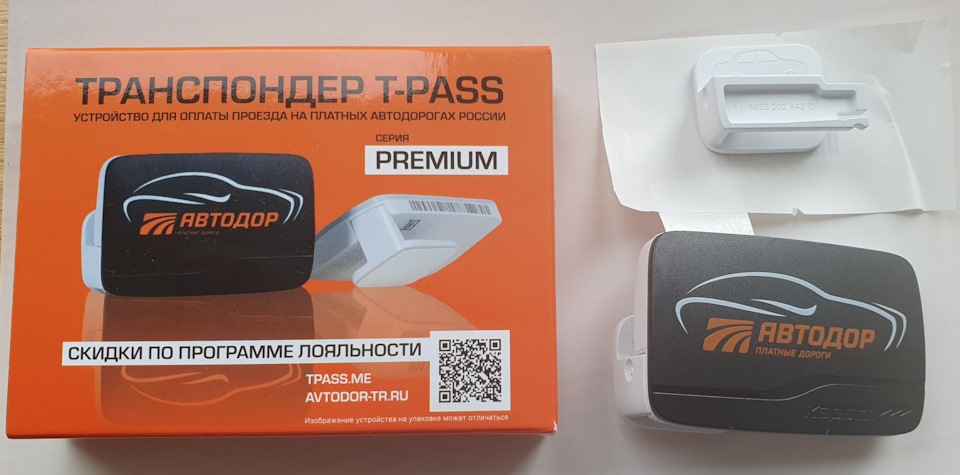 ТРАНСПОНДЕР T-PASS
УСТРОЙСТВО ДЛЯ ОПЛАТЫ ПРОЕЗДА НА ПЛАТНЫХ АВТОДОРОГАХ РОССИИ
СЕРИЯ
PREMIUM
АВТОДОР
ПЛАТНЫЕ ДОРОГИ
СКИДКИ ПО ПРОГРАММЕ ЛОЯЛЬНОСТИ
TPASS.ME
AVTODOR-TR.RU
Изображение устройства на упаковке может отличаться
АВТОДОР
ПЛАТНЫЕ ДОРОГИ
kapsch